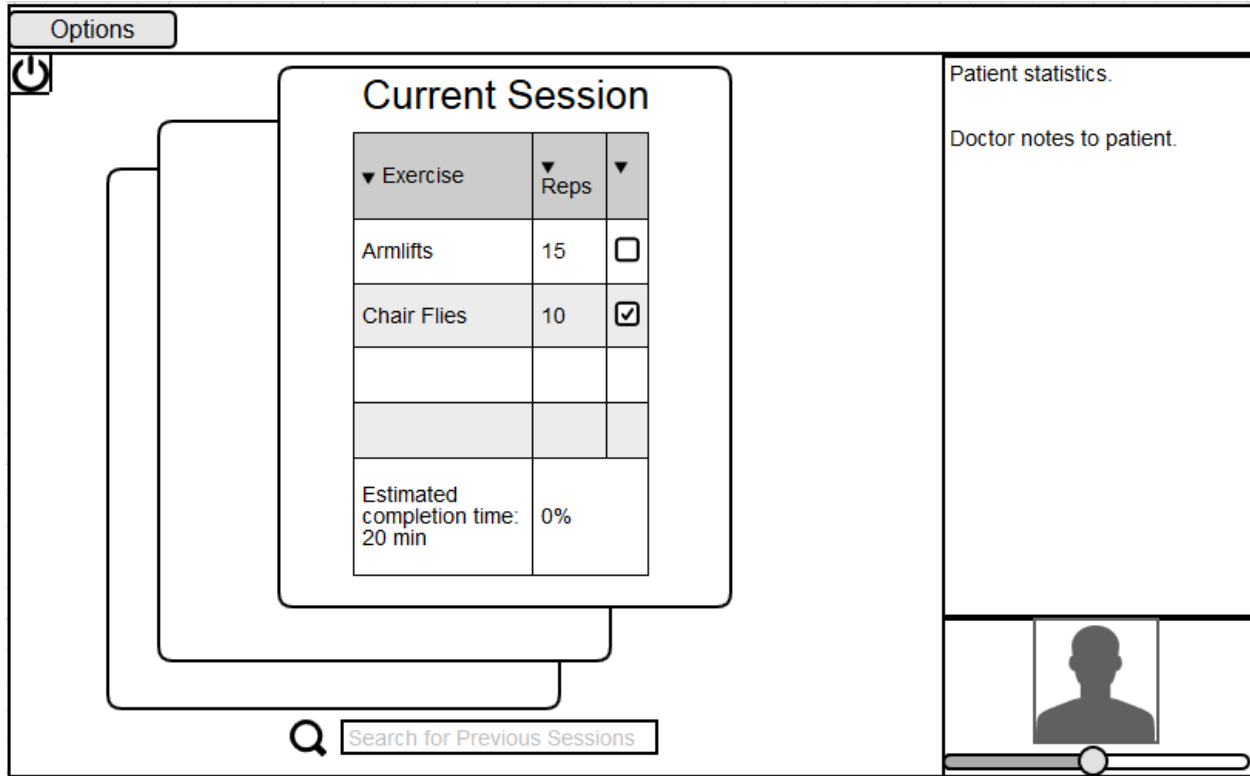 Options
Current Session
Exercise
Reps
Armlifts
15
Chair Flies
10
Estimated
completion time:
20 min
0%
Search for Previous Sessions
Patient statistics.
Doctor notes to patient.